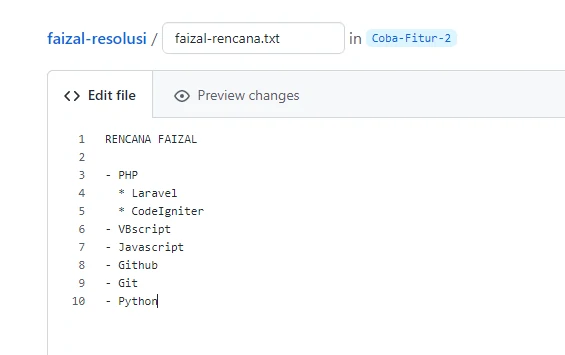 faizal-resolusi / faizal-rencana.txt in Coba-Fitur-2
<> Edit file Preview changes
1 RENCANA FAIZAL
2
3 - PHP
4 * Laravel
5 * CodeIgniter
6 - VBscript
7 - Javascript
8 - Github
9 - Git
10 - Python